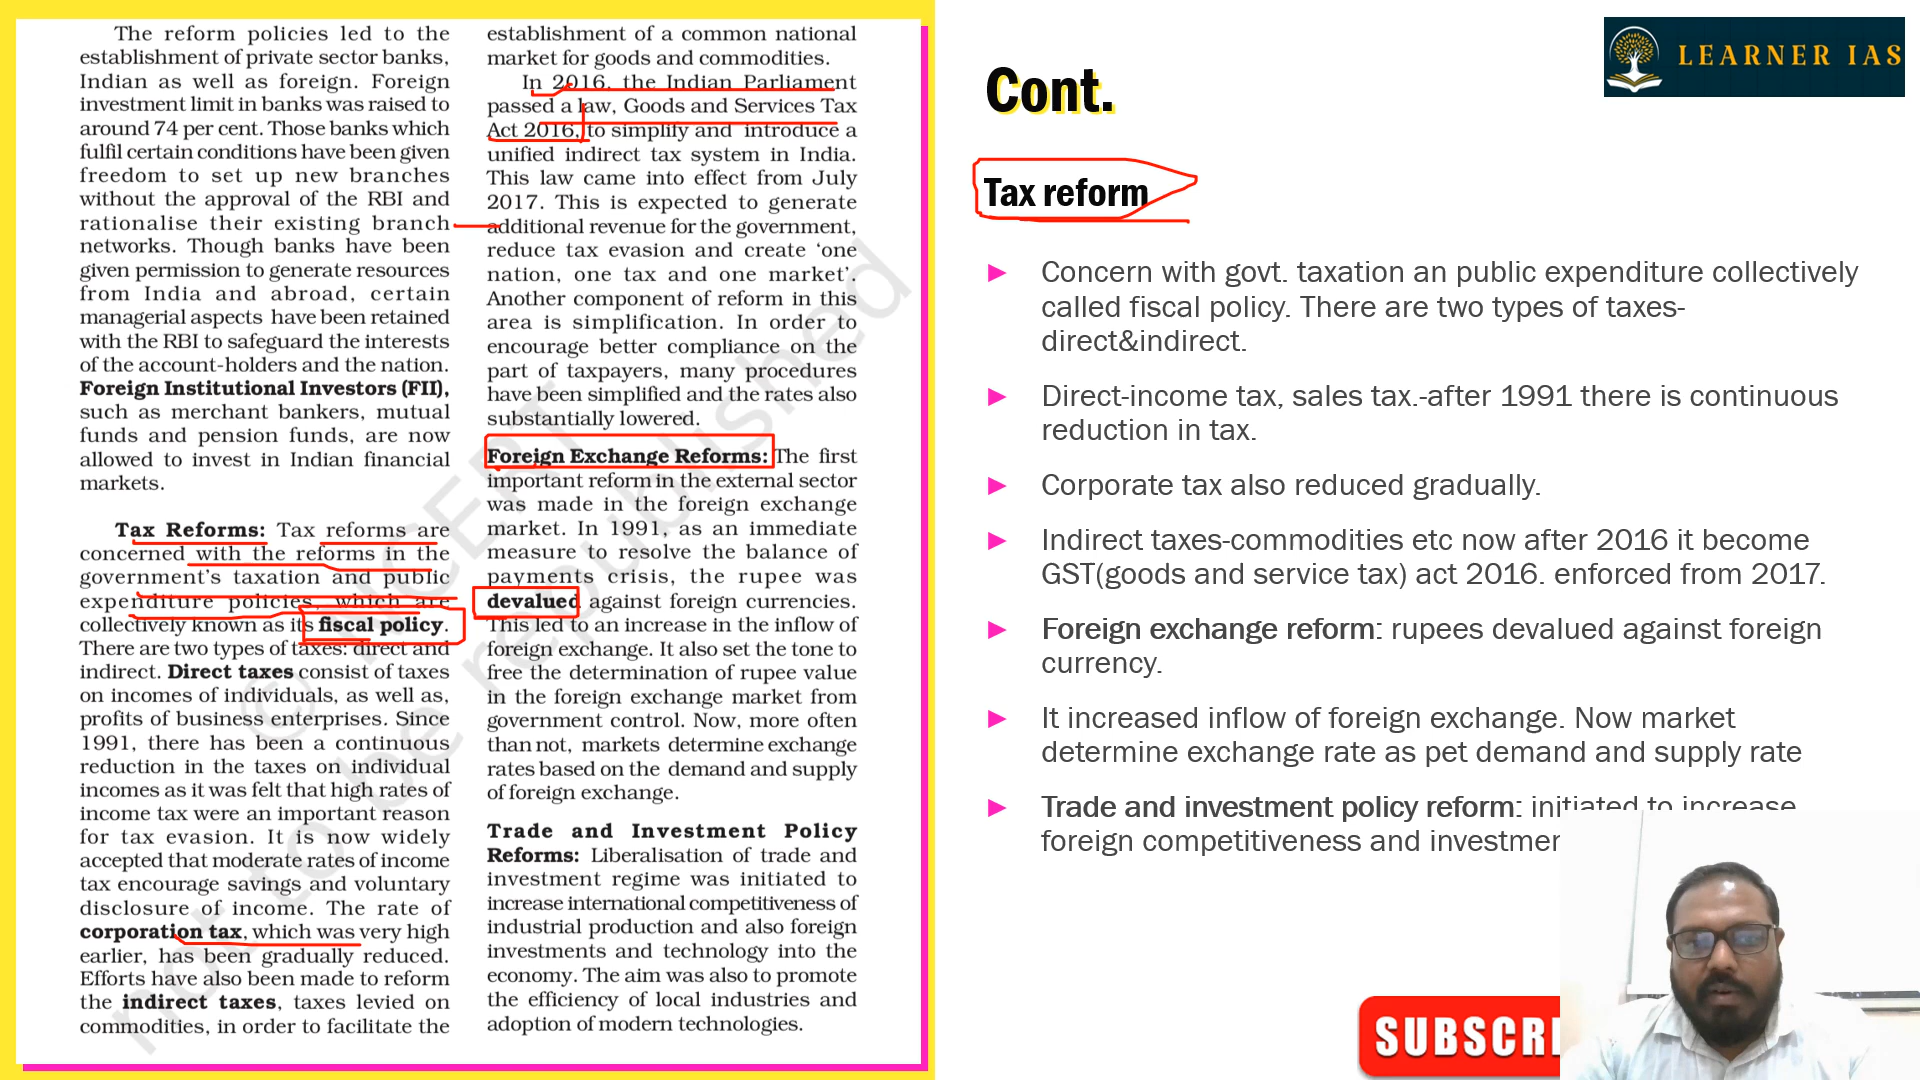 The reform policies led to the
establishment of private sector banks,
Indian as well as foreign. Foreign
investment limit in banks was raised to
around 74 per cent. Those banks which
fulfil certain conditions have been given
freedom to set up new branches
without the approval of the RBI and
rationalise their existing branch
networks. Though banks have been
given permission to generate resources
from India and abroad, certain
managerial aspects have been retained
with the RBI to safeguard the interests
of the account-holders and the nation.
Foreign Institutional Investors (FII),
such as merchant bankers, mutual
funds and pension funds, are now
allowed to invest in Indian financial
markets.
Tax Reforms: Tax reforms are
concerned with the reforms in the
government's taxation and public
expenditure policies, which are
collectively known as its fiscal policy.
There are two types of taxes: direct and
indirect. Direct taxes consist of taxes
on incomes of individuals, as well as,
profits of business enterprises. Since
1991, there has been a continuous
reduction in the taxes on individual
incomes as it was felt that high rates of
income tax were an important reason
for tax evasion. It is now widely
accepted that moderate rates of income
tax encourage savings and voluntary
disclosure of income. The rate of
corporation tax, which was very high
earlier, has been gradually reduced.
Efforts have also been made to reform
the indirect taxes, taxes levied on
commodities, in order to facilitate the
establishment of a common national
market for goods and commodities.
In 2016, the Indian Parliament
passed a law, Goods and Services Tax
Act 2016, to simplify and introduce a
unified indirect tax system in India.
This law came into effect from July
2017. This is expected to generate
additional revenue for the government,
reduce tax evasion and create 'one
nation, one tax and one market'.
Another component of reform in this
area is simplification. In order to
encourage better compliance on the
part of taxpayers, many procedures
have been simplified and the rates also
substantially lowered.
Foreign Exchange Reforms: The first
important reform in the external sector
was made in the foreign exchange
market. In 1991, as an immediate
measure to resolve the balance of
payments crisis, the rupee was
devalued against foreign currencies.
This led to an increase in the inflow of
foreign exchange. It also set the tone to
free the determination of rupee value
in the foreign exchange market from
government control. Now, more often
than not, markets determine exchange
rates based on the demand and supply
of foreign exchange.
Trade and Investment Policy
Reforms: Liberalisation of trade and
investment regime was initiated to
increase international competitiveness of
industrial production and also foreign
investments and technology into the
economy. The aim was also to promote
the efficiency of local industries and
adoption of modern technologies.
© NCERT
not to be republished
LEARNER IAS
Cont.
Tax reform
Concern with govt. taxation an public expenditure collectively
called fiscal policy. There are two types of taxes-
direct&indirect.
Direct-income tax, sales tax.-after 1991 there is continuous
reduction in tax.
Corporate tax also reduced gradually.
Indirect taxes-commodities etc now after 2016 it become
GST(goods and service tax) act 2016. enforced from 2017.
Foreign exchange reform: rupees devalued against foreign
currency.
It increased inflow of foreign exchange. Now market
determine exchange rate as pet demand and supply rate
Trade and investment policy reform: initiated to increase
foreign competitiveness and